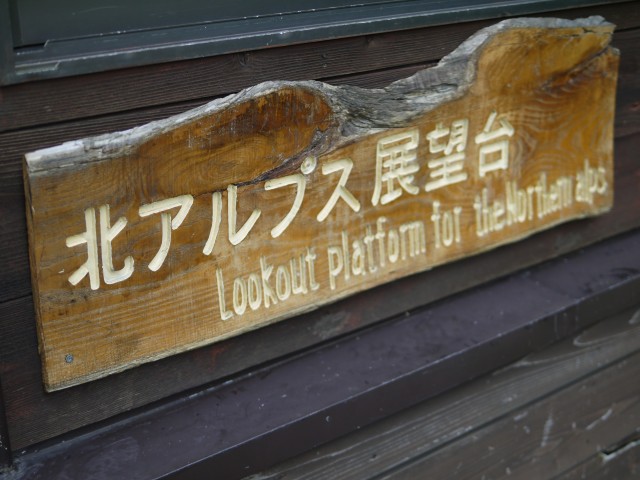 北アルプス展望台
Lookout platform for the Northern alps